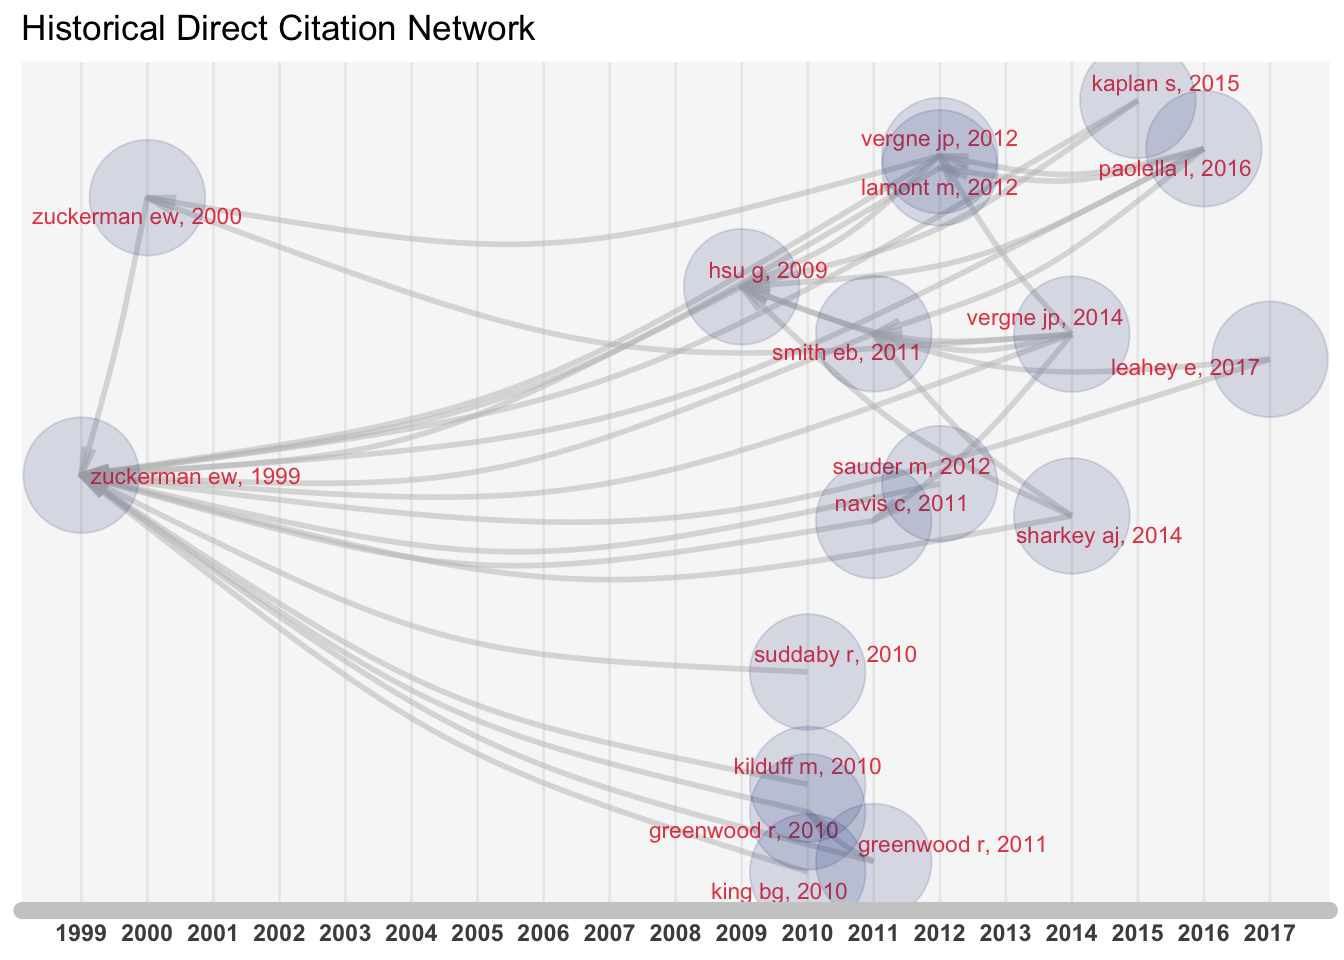 Historical Direct Citation Network
kaplan s, 2015
vergne jp, 2012
paolella l, 2016
lamont m, 2012
zuckerman ew, 2000
hsu g, 2009
vergne jp, 2014
smith eb, 2011
leahey e, 2017
sauder m, 2012
zuckerman ew, 1999
navis c, 2011
sharkey aj, 2014
suddaby r, 2010
kilduff m, 2010
greenwood r, 2010
greenwood r, 2011
king bg, 2010
1999 2000 2001 2002 2003 2004 2005 2006 2007 2008 2009 2010 2011 2012 2013 2014 2015 2016 2017